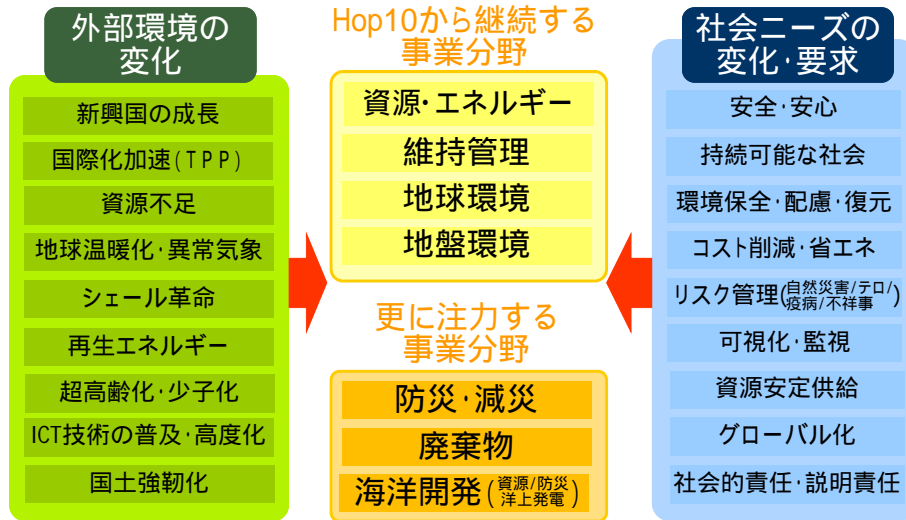 外部環境の
変化
新興国の成長
国際化加速(TPP)
資源不足
地球温暖化･異常気象
シェール革命
再生エネルギー
超高齢化･少子化
ICT技術の普及･高度化
国土強靭化
Hop10から継続する
事業分野
資源･エネルギー
維持管理
地球環境
地盤環境
更に注力する
事業分野
防災･減災
廃棄物
海洋開発(資源/防災
洋上発電)
社会ニーズの
変化･要求
安全･安心
持続可能な社会
環境保全･配慮･復元
コスト削減･省エネ
リスク管理(自然災害/テロ/
疫病/不祥事)
可視化･監視
資源安定供給
グローバル化
社会的責任･説明責任